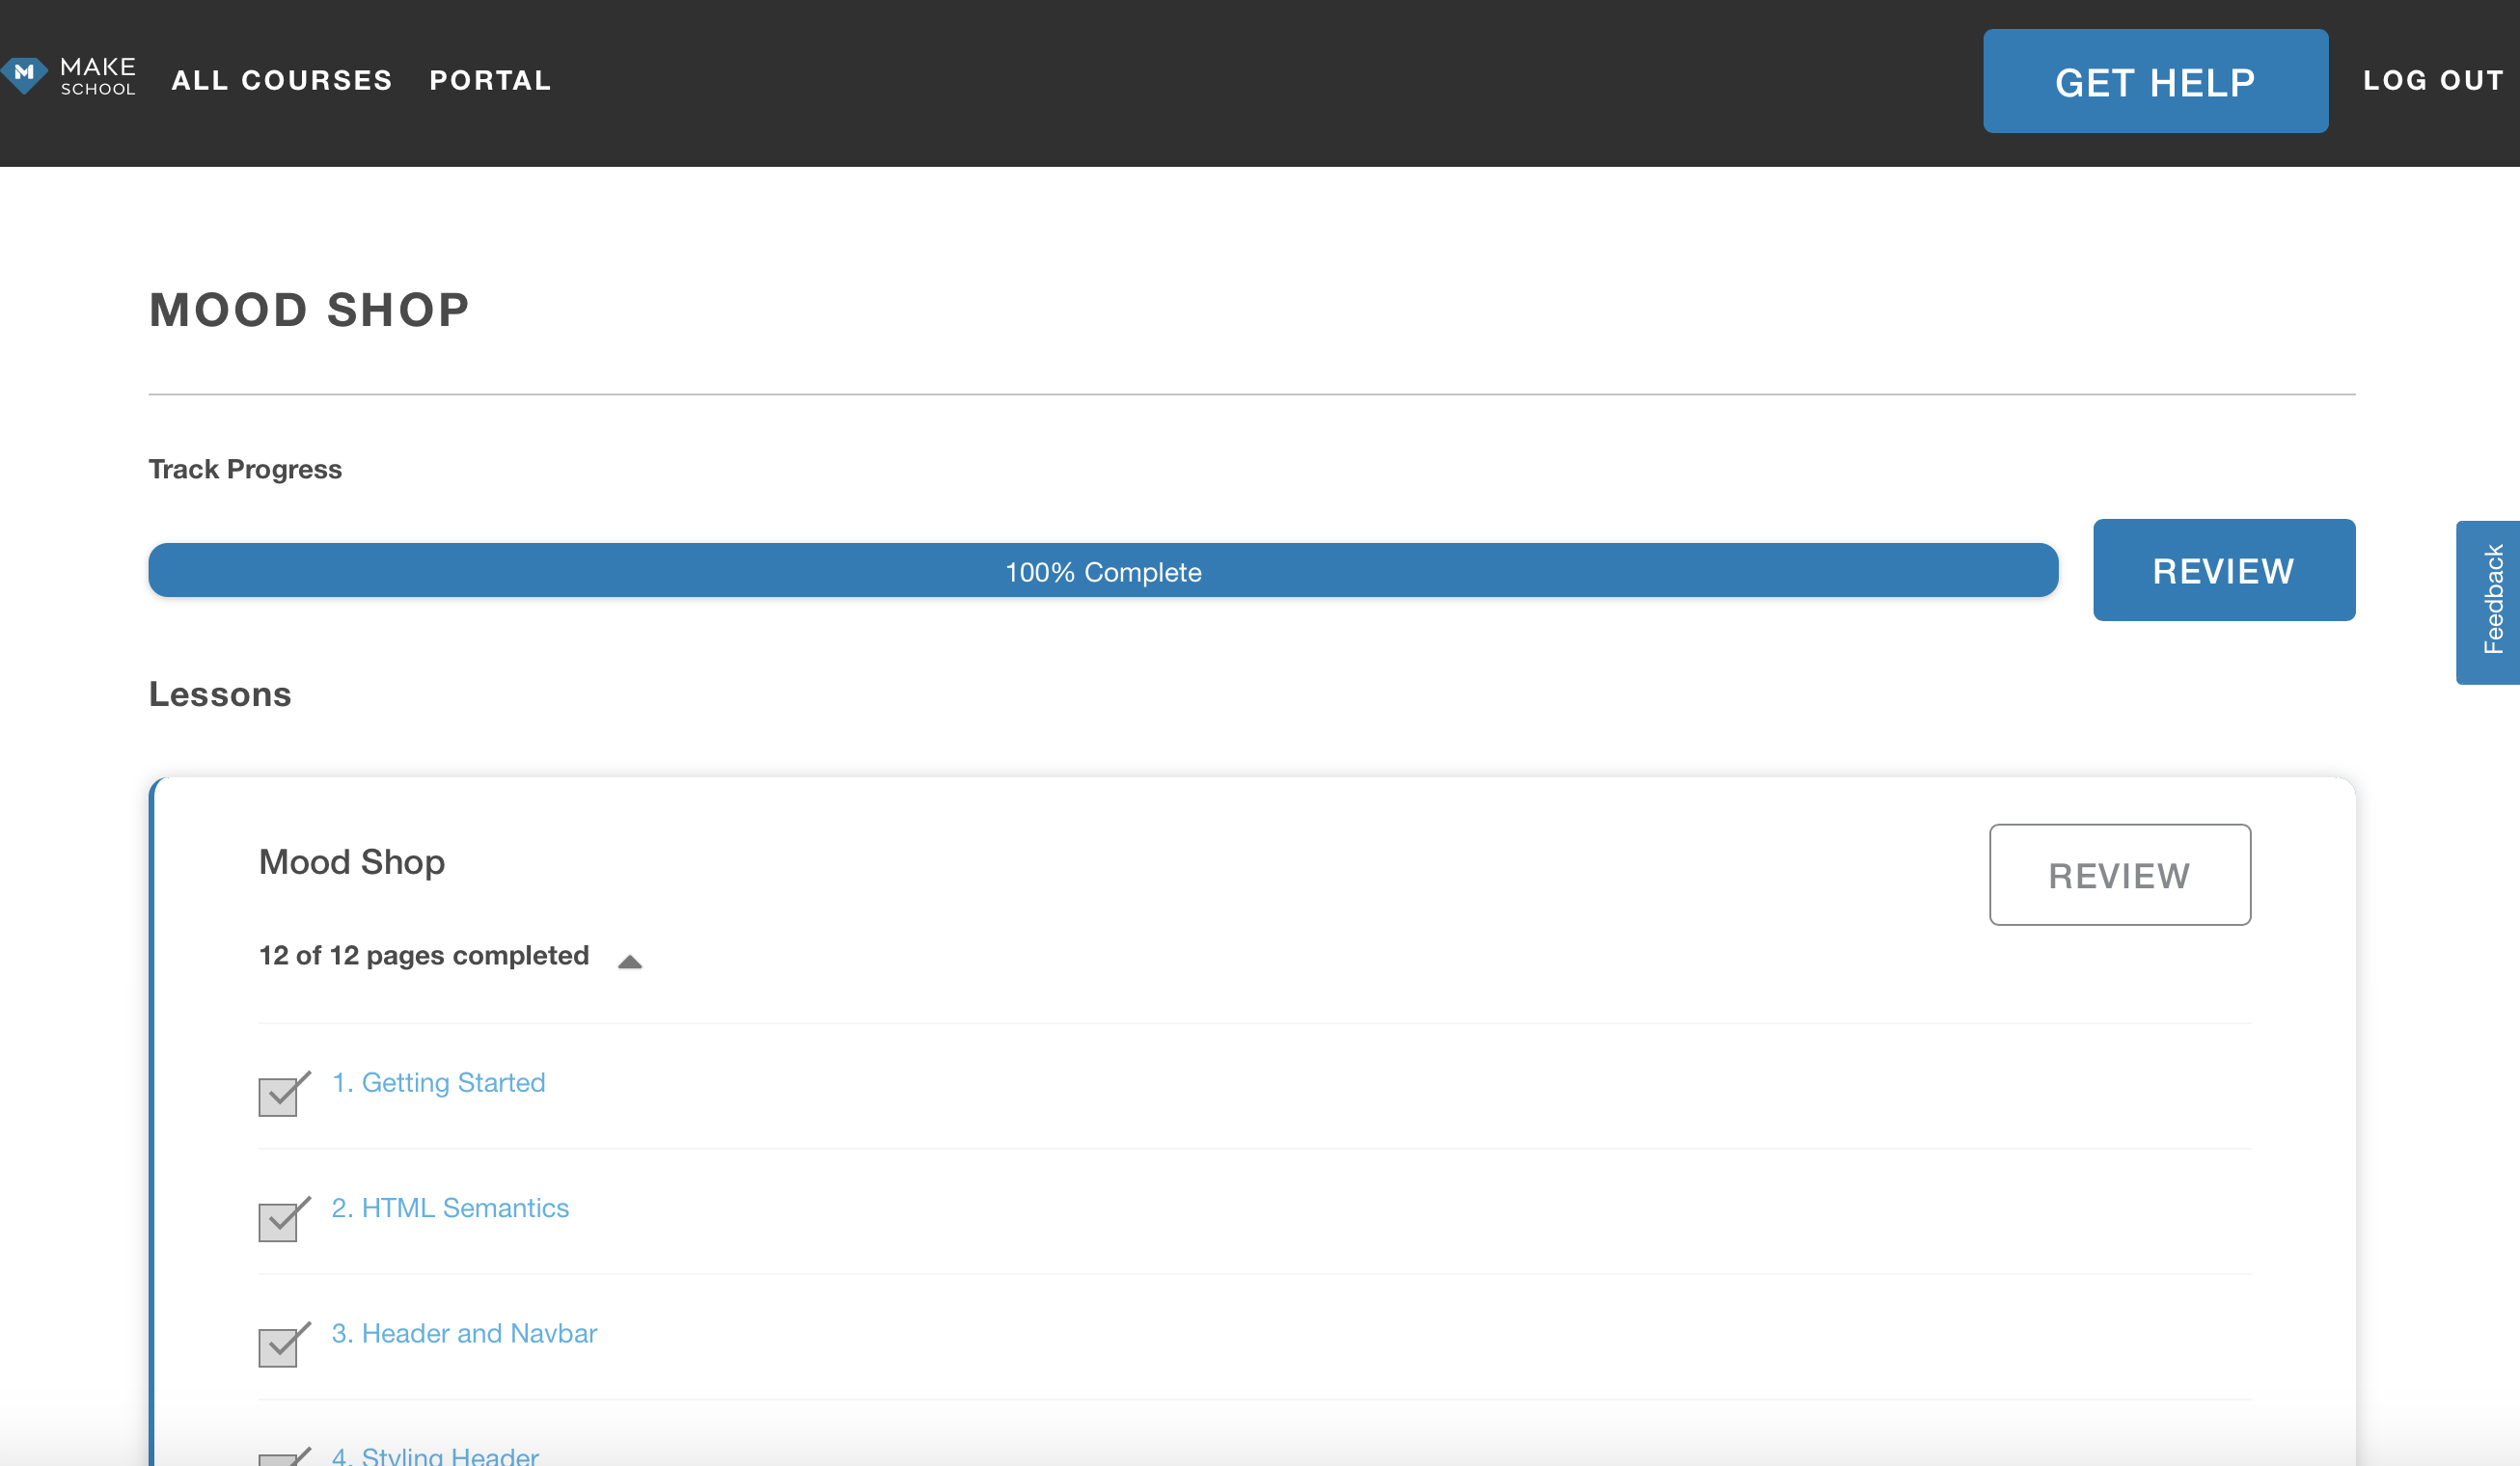 MAKE
SCHOOL
ALL COURSES
PORTAL
GET HELP
LOG OUT
MOOD SHOP
Track Progress
100% Complete
REVIEW
Feedback
Lessons
Mood Shop
REVIEW
12 of 12 pages completed
1. Getting Started
2. HTML Semantics
3. Header and Navbar
4. Styling Header